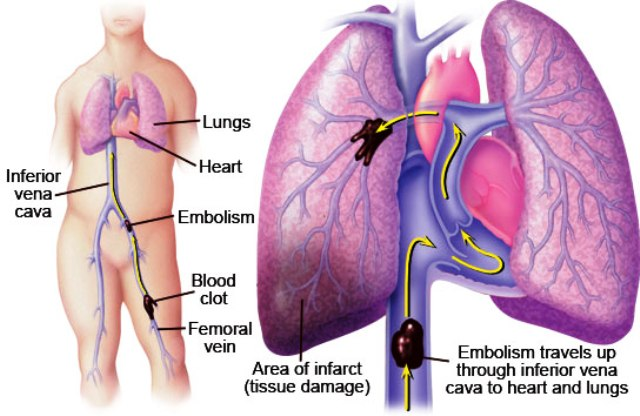 Lungs
Heart
Inferior
vena
cava
Embolism
Blood
clot
Femoral
vein
Area of infarct
(tissue damage)
Embolism travels up
through inferior vena
cava to heart and lungs